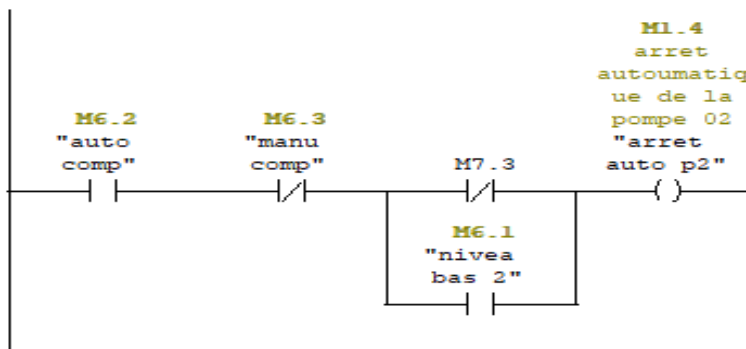 M1.4
arret
autoumatiq
ue de la
pompe 02
"arret
auto p2"
M6.2
"auto
comp"
M6.3
"manu
comp"
M7.3
M6.1
"nivea
bas 2"